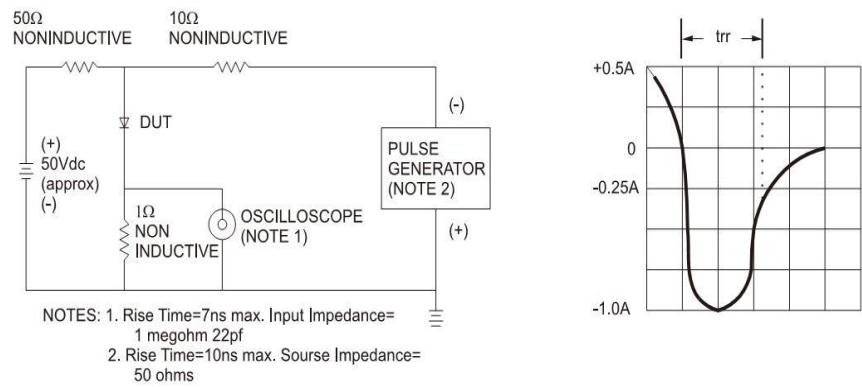 50Ω
NONINDUCTIVE
10Ω
NONINDUCTIVE
(+)
50Vdc
(approx)
(-)
DUT
1Ω
NON
INDUCTIVE
OSCILLOSCOPE
(NOTE 1)
(-)
PULSE
GENERATOR
(NOTE 2)
(+)
NOTES: 1. Rise Time=7ns max. Input Impedance=
1 megohm 22pf
2. Rise Time=10ns max. Sourse Impedance=
50 ohms
trr
+0.5A
0
-0.25A
-1.0A